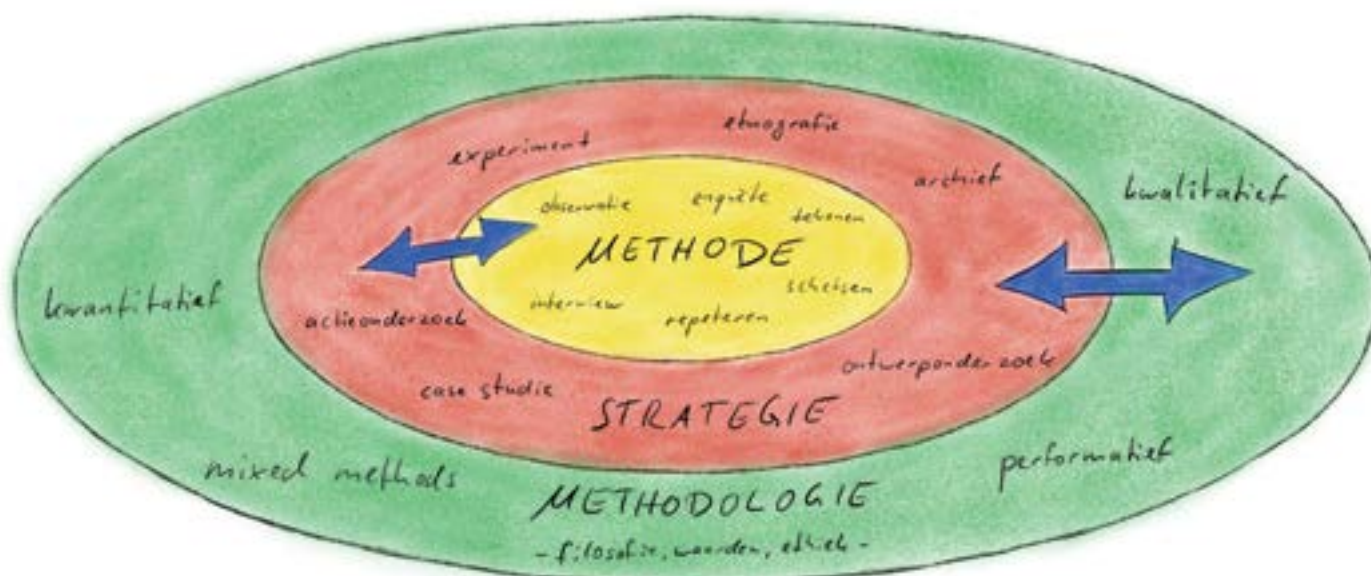 etnografie
experiment
archief
kwalitatief
observatie
enquête
tekenen
METHODE
kwantitatief
schetsen
interview
actieonderzoek
repeteren
ontwerponderzoek
case studie
STRATEGIE
mixed methods
performatief
METHODOLOGIE
- filosofie, waarden, ethiek -